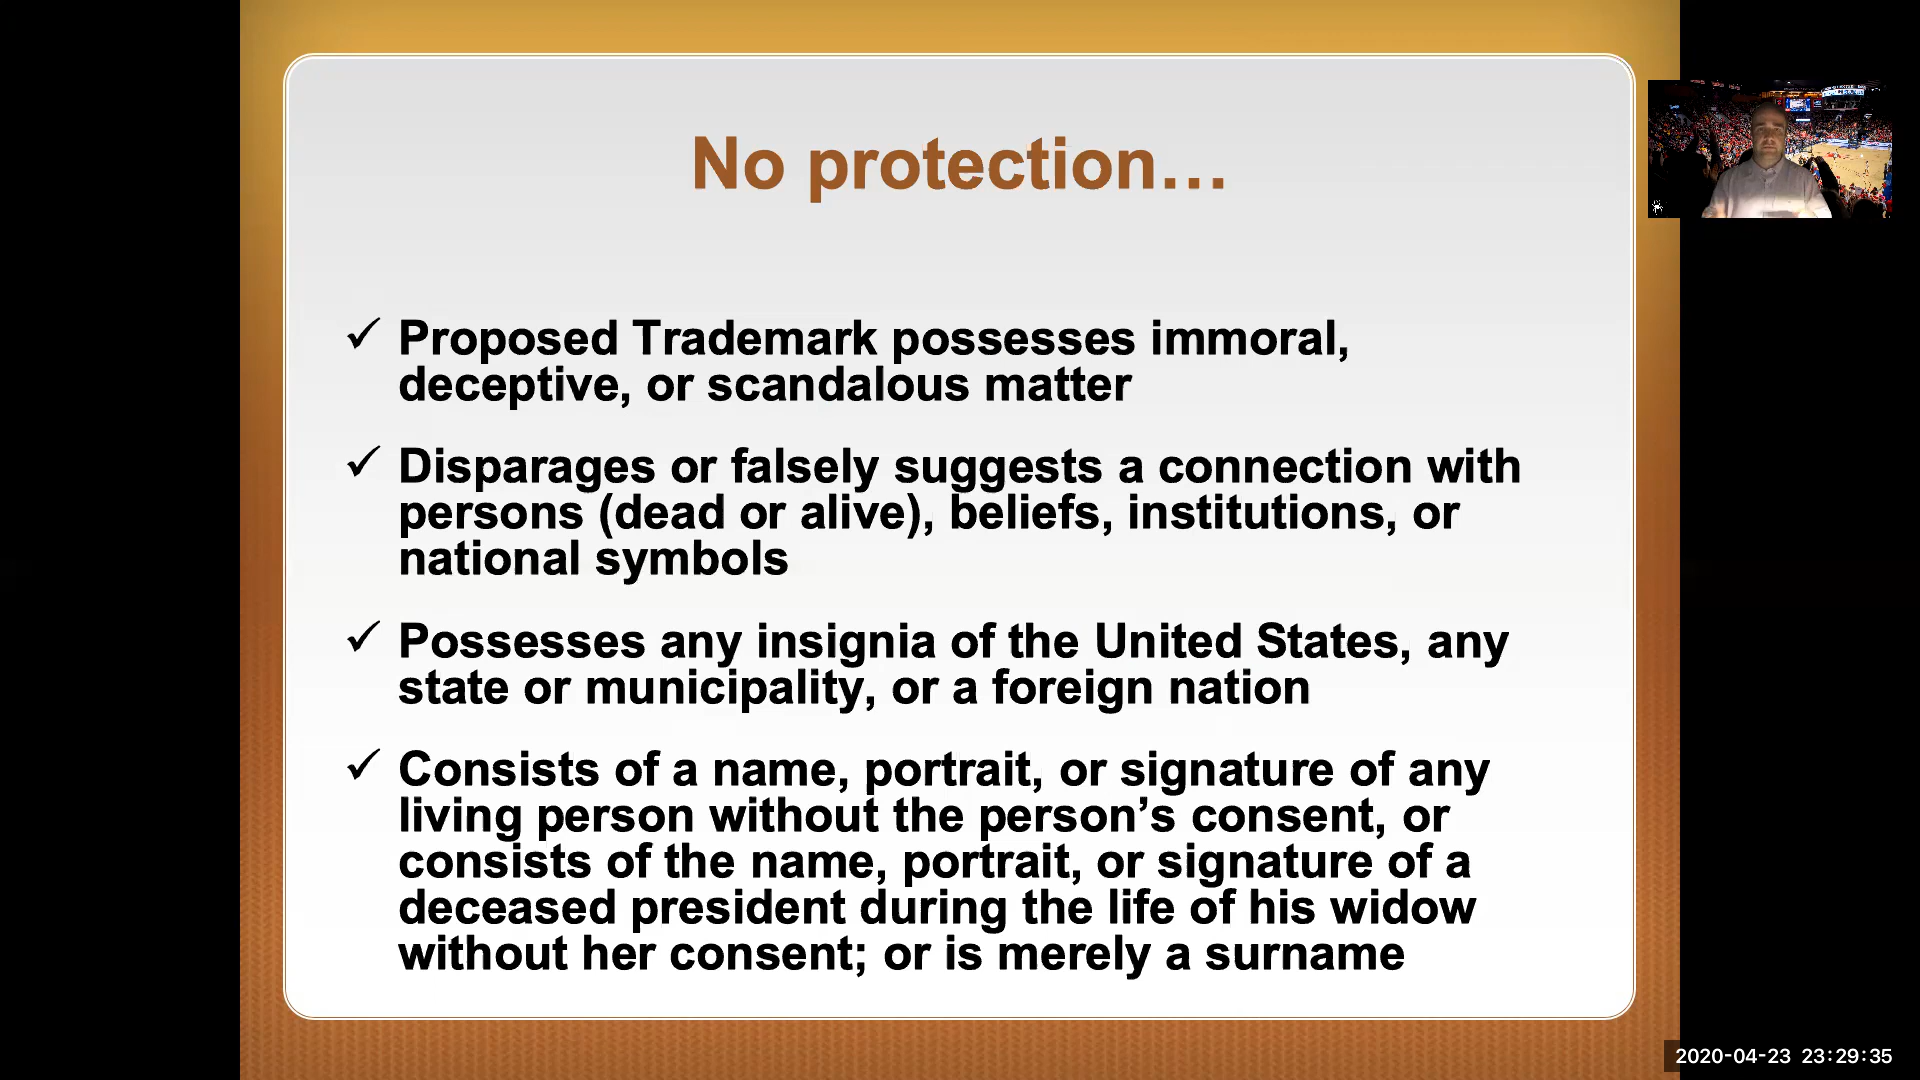 No protection…
✓ Proposed Trademark possesses immoral,
deceptive, or scandalous matter
✓ Disparages or falsely suggests a connection with
persons (dead or alive), beliefs, institutions, or
national symbols
✓ Possesses any insignia of the United States, any
state or municipality, or a foreign nation
✓ Consists of a name, portrait, or signature of any
living person without the person’s consent, or
consists of the name, portrait, or signature of a
deceased president during the life of his widow
without her consent; or is merely a surname
2020-04-23 23:29:35